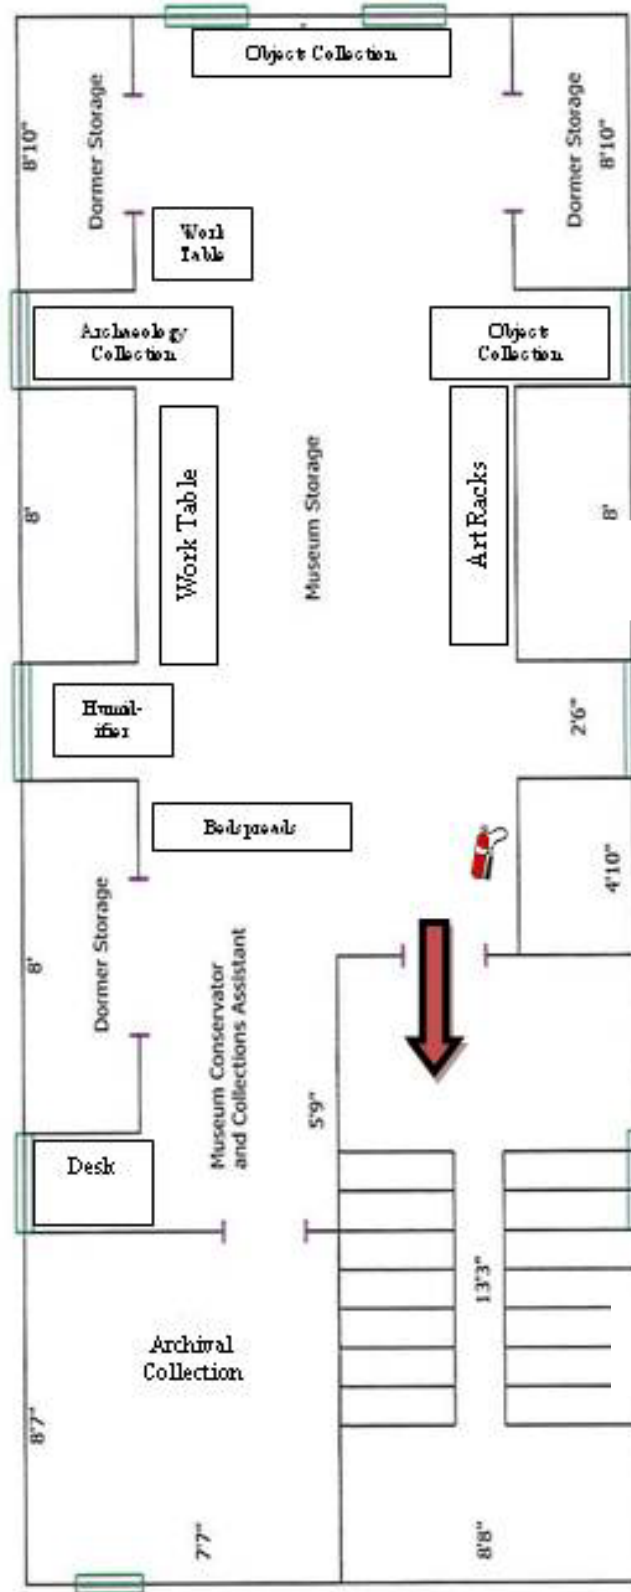 Objects Collection
8'10"
Dormer Storage
Dormer Storage
8'10"
Work
Table
Archaeology
Collection
Objects
Collection
8'
Work Table
Museum Storage
Art Racks
8'
Humid-
ifier
2'6"
Bedspreads
4'10"
8'
Dormer Storage
Museum Conservator
and Collections Assistant
5'9"
Desk
13'3"
Archival
Collection
8'7"
7'7"
8'8"